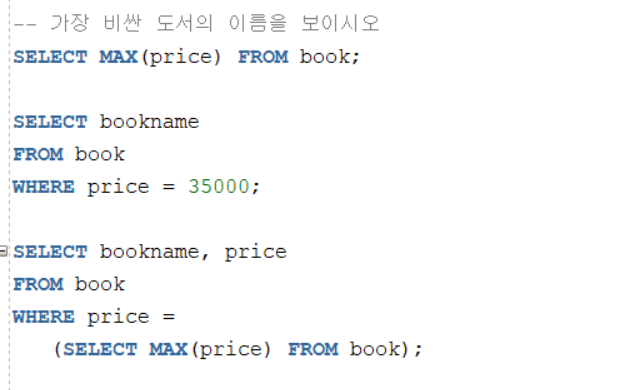 -- 가장 비싼 도서의 이름을 보이시오
SELECT MAX(price) FROM book;
SELECT bookname
FROM book
WHERE price = 35000;
SELECT bookname, price
FROM book
WHERE price =
(SELECT MAX(price) FROM book);